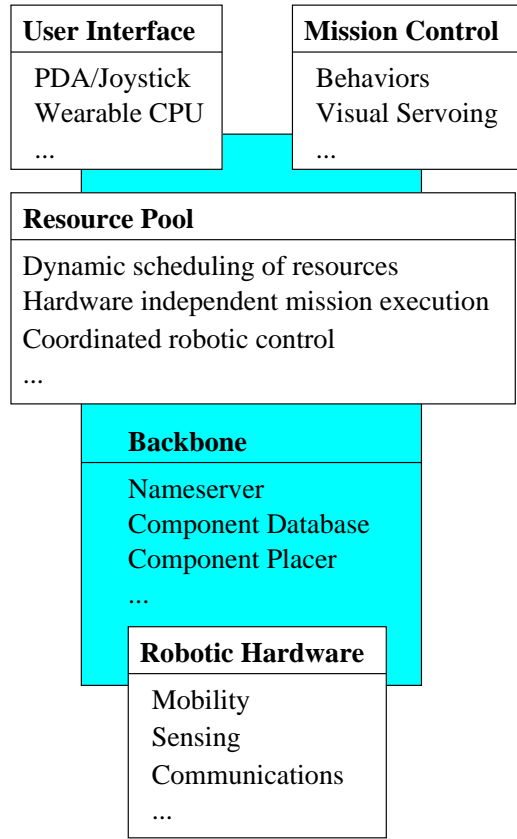 User Interface
PDA/Joystick
Wearable CPU
...
Mission Control
Behaviors
Visual Servoing
...
Resource Pool
Dynamic scheduling of resources
Hardware independent mission execution
Coordinated robotic control
...
Backbone
Nameserver
Component Database
Component Placer
...
Robotic Hardware
Mobility
Sensing
Communications
...